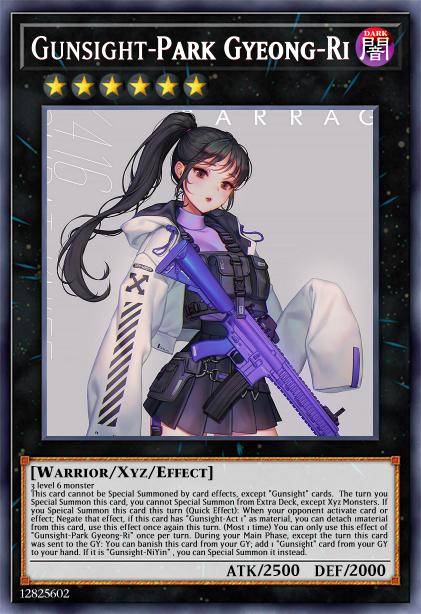 GUNSIGHT-PARK GYEONG-RI
DARK
闇
BARRAG
416
[WARRIOR/XYZ/EFFECT]
3 level 6 monster
This card cannot be Special Summoned by card effects, except "Gunsight" cards. The turn you
Special Summon this card, you cannot Special Summon from Extra Deck, except Xyz Monsters. If
you Speical Summon this card this turn (Quick Effect): When your opponent activate card or
effect; Negate that effect, if this card has "Gunsight-Act 1" as material, you can detach 1material
from this card, use this effect once again this turn. (Most 1 time) You can only use this effect of
"Gunsight-Park Gyeong-Ri" once per turn. During your Main Phase, except the turn this card
was sent to the GY: You can banish this card from your GY; add 1 "Gunsight" card from your GY
to your hand. If it is "Gunsight-NiYin" , you can Special Summon it instead.
ATK/2500 DEF/2000
12825602